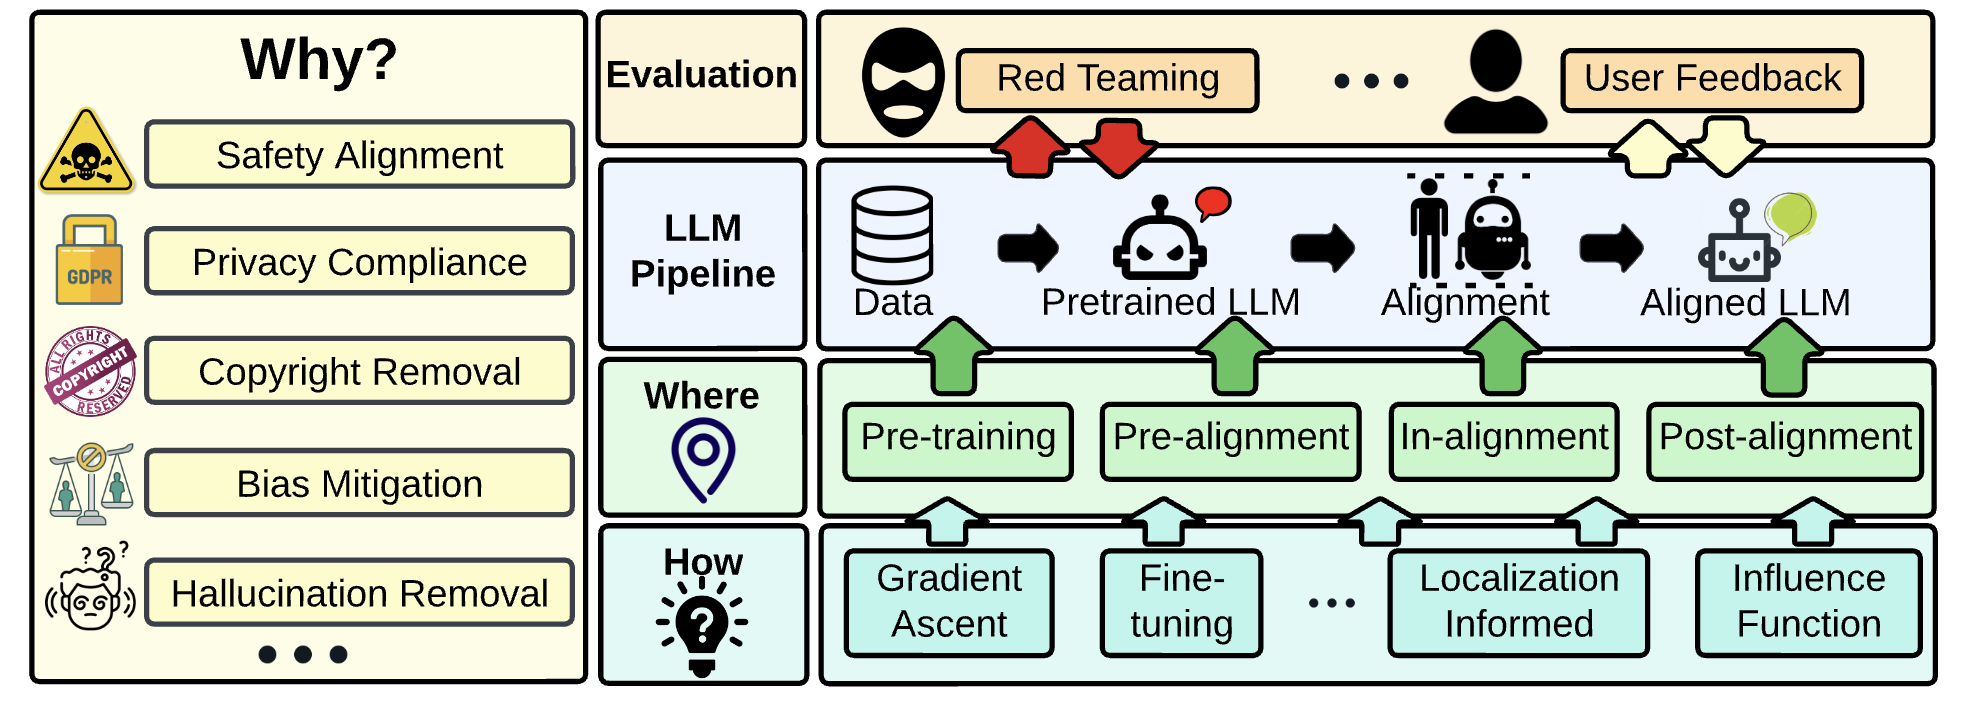 Why?
Safety Alignment
GDPR
Privacy Compliance
ALL RIGHTS
COPYRIGHT
RESERVED
Copyright Removal
Bias Mitigation
? ? ?
Hallucination Removal
Evaluation
Red Teaming
User Feedback
LLM
Pipeline
Data
Pretrained LLM
Alignment
Aligned LLM
Where
Pre-training
Pre-alignment
In-alignment
Post-alignment
How
?
Gradient
Ascent
Fine-
tuning
...
Localization
Informed
Influence
Function